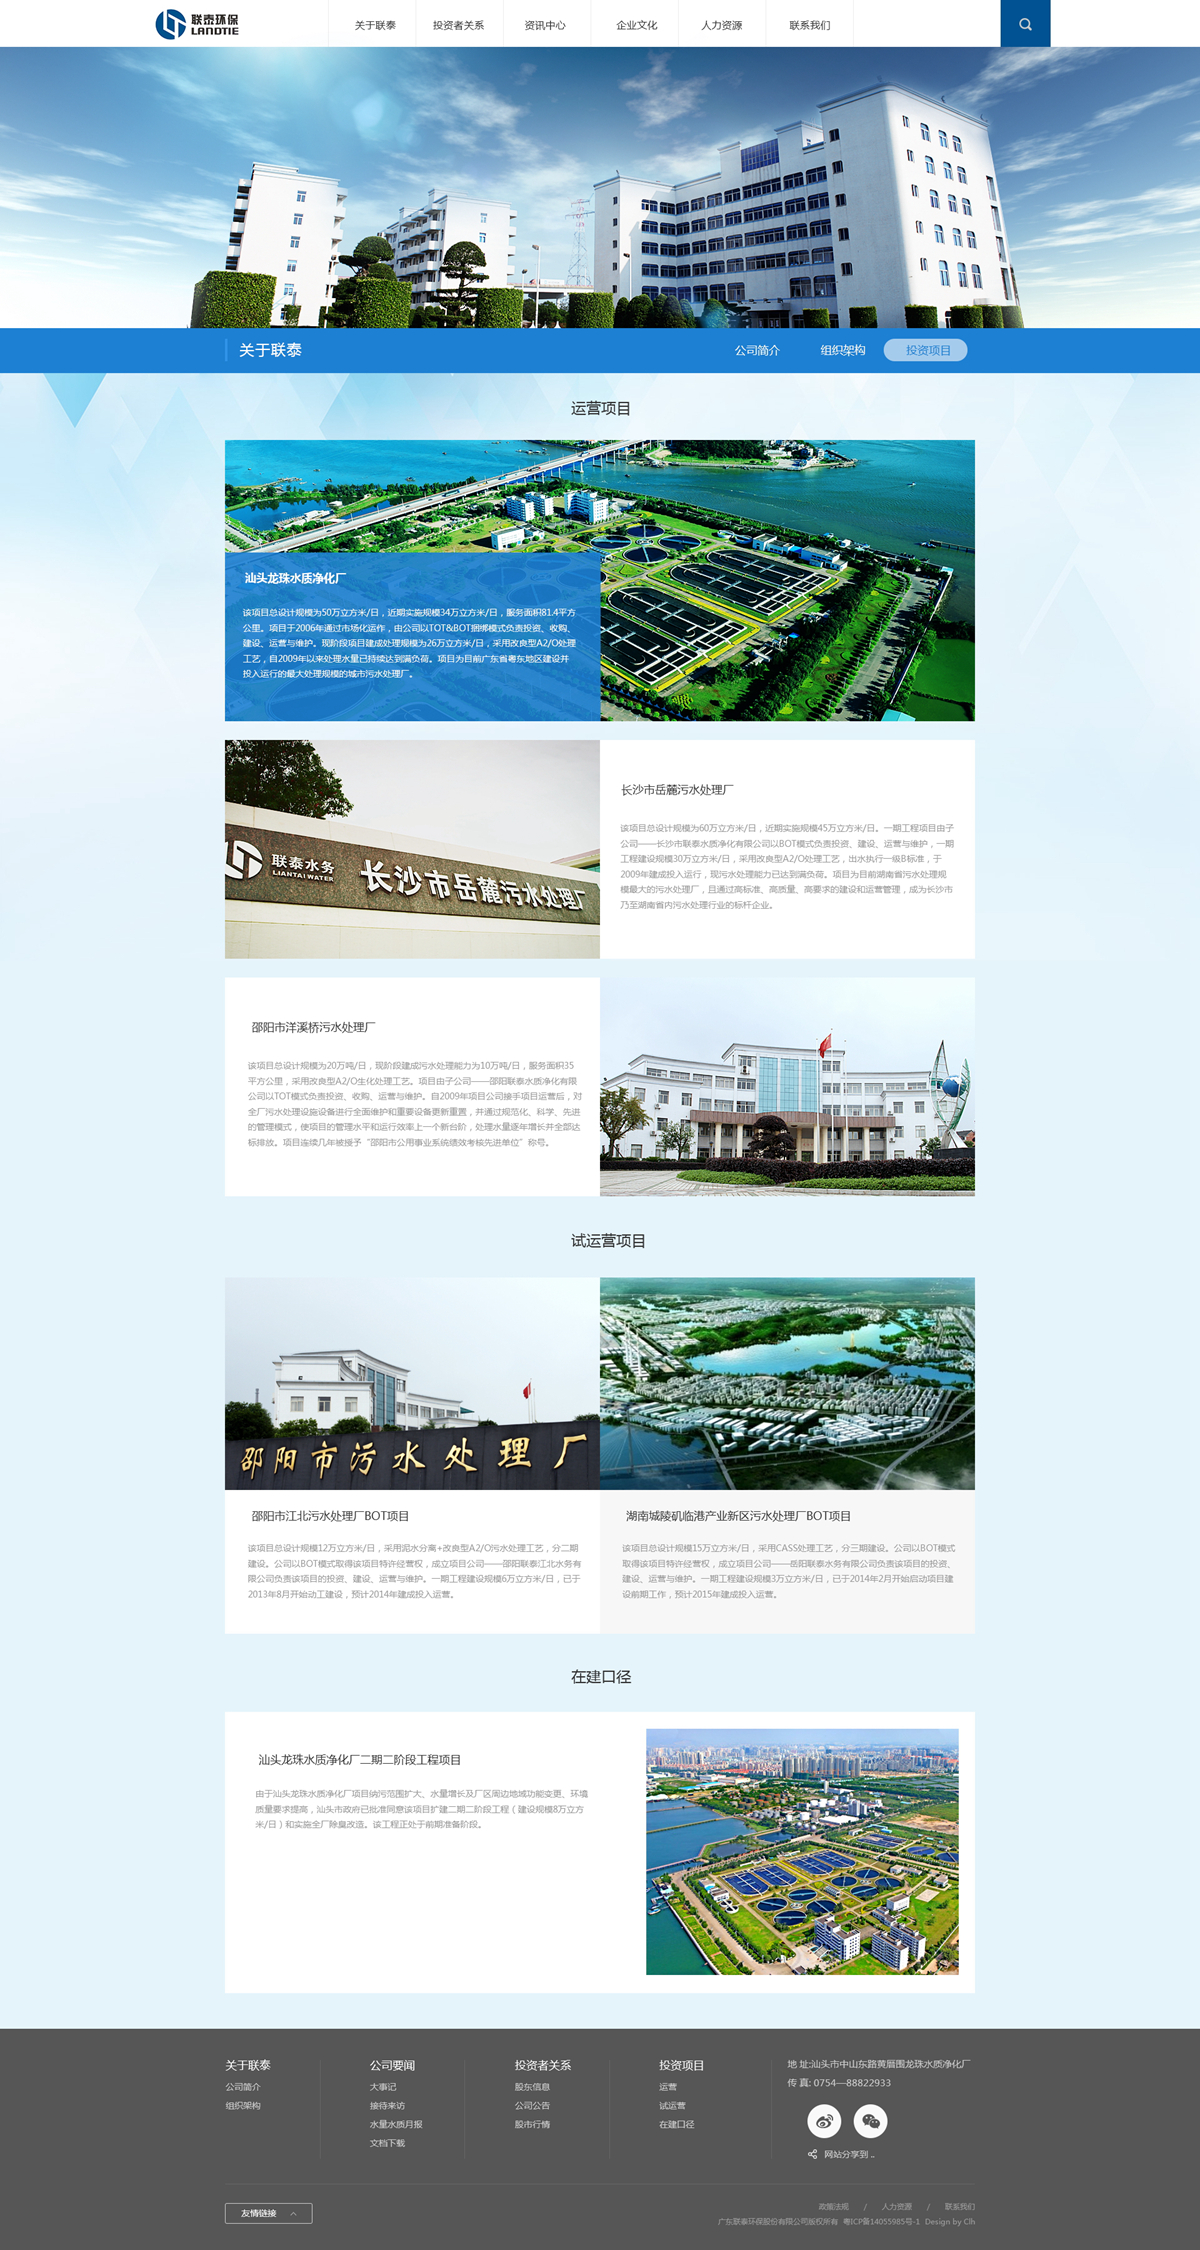 联泰环保
LANDTIE
关于联泰
投资者关系
资讯中心
企业文化
人力资源
联系我们
关于联泰
公司简介
组织架构
投资项目
运营项目
汕头龙珠水质净化厂
该项目总设计规模为50万立方米/日，近期实施规模34万立方米/日，服务面积81.4平方
公里。项目于2006年通过市场化运作，由公司以TOT&BOT捆绑模式负责投资、收购、
建设、运营与维护。现阶段项目建成处理规模为26万立方米/日，采用改良型A2/O处理
工艺，自2009年以来处理水量已持续达到满负荷。项目为目前广东省粤东地区建设并
投入运行的最大处理规模的城市污水处理厂。
联泰水务
LIANTAI WATER
长沙市岳麓污水处理厂
长沙市岳麓污水处理厂
该项目总设计规模为60万立方米/日，近期实施规模45万立方米/日。一期工程项目由子
公司——长沙市联泰水质净化有限公司以BOT模式负责投资、建设、运营与维护，一期
工程建设规模30万立方米/日，采用改良型A2/O处理工艺，出水执行一级B标准，于
2009年建成投入运行，现污水处理能力已达到满负荷。项目为目前湖南省污水处理规
模最大的污水处理厂，且通过高标准、高质量、高要求的建设和运营管理，成为长沙市
乃至湖南省内污水处理行业的标杆企业。
邵阳市洋溪桥污水处理厂
该项目总设计规模为20万吨/日，现阶段建成污水处理能力为10万吨/日，服务面积35
平方公里，采用改良型A2/O生化处理工艺。项目由子公司——邵阳联泰水质净化有限
公司以TOT模式负责投资、收购、运营与维护。自2009年项目公司接手项目运营后，对
全厂污水处理设施设备进行全面维护和重要设备更新重置，并通过规范化、科学、先进
的管理模式，使项目的管理水平和运行效率上一个新台阶，处理水量逐年增长并全部达
标排放。项目连续几年被授予“邵阳市公用事业系统绩效考核先进单位”称号。
试运营项目
邵阳市污水处理厂
邵阳市江北污水处理厂BOT项目
该项目总设计规模12万立方米/日，采用泥水分离+改良型A2/O污水处理工艺，分二期
建设。公司以BOT模式取得该项目特许经营权，成立项目公司——邵阳联泰江北水务有
限公司负责该项目的投资、建设、运营与维护。一期工程建设规模6万立方米/日，已于
2013年8月开始动工建设，预计2014年建成投入运营。
湖南城陵矶临港产业新区污水处理厂BOT项目
该项目总设计规模15万立方米/日，采用CASS处理工艺，分三期建设。公司以BOT模式
取得该项目特许经营权，成立项目公司——岳阳联泰水务有限公司负责该项目的投资、
建设、运营与维护。一期工程建设规模3万立方米/日，已于2014年2月开始启动项目建
设前期工作，预计2015年建成投入运营。
在建口径
汕头龙珠水质净化厂二期二阶段工程项目
由于汕头龙珠水质净化厂项目纳污范围扩大、水量增长及厂区周边地域功能变更、环境
质量要求提高，汕头市政府已批准同意该项目扩建二期二阶段工程（建设规模8万立方
米/日）和实施全厂除臭改造。该工程正处于前期准备阶段。
关于联泰
公司简介
组织架构
公司要闻
大事记
接待来访
水量水质月报
文档下载
投资者关系
股东信息
公司公告
股市行情
投资项目
运营
试运营
在建口径
地 址:汕头市中山东路黄厝围龙珠水质净化厂
传 真: 0754—88822933
网站分享到 ..
友情链接
政策法规 / 人力资源 / 联系我们
广东联泰环保股份有限公司版权所有 粤ICP备14055985号-1 Design by Clh